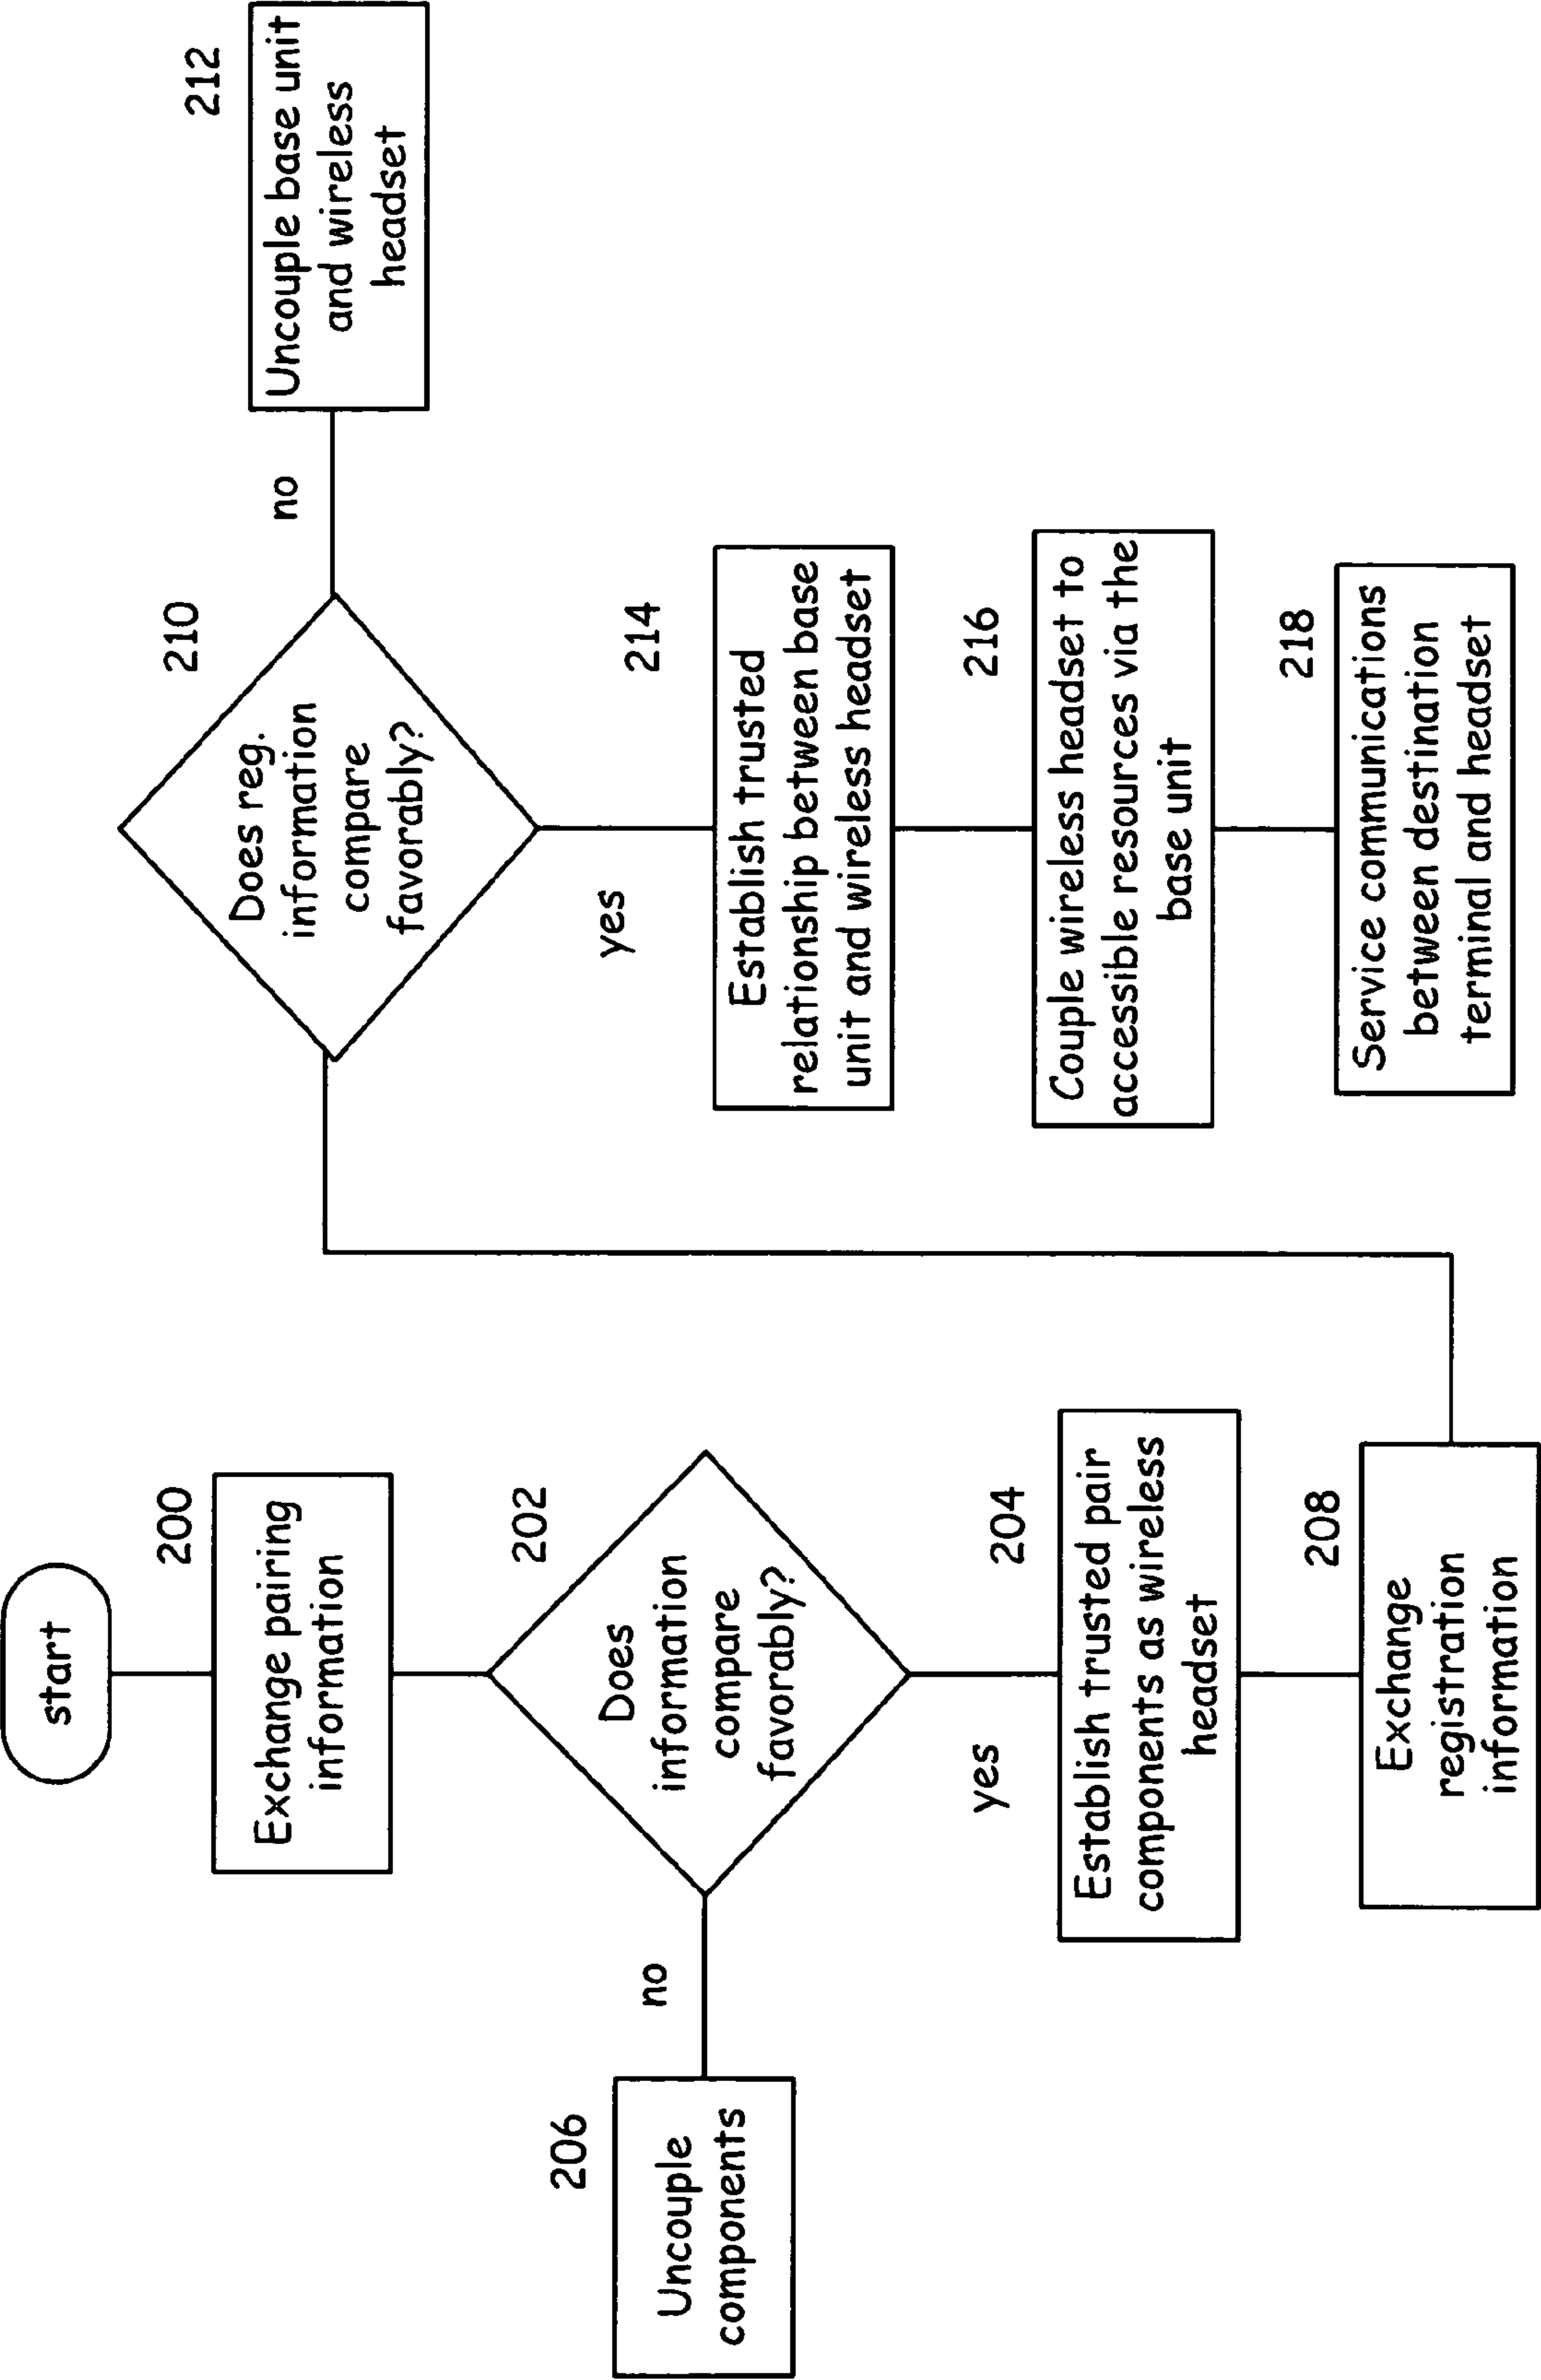 start
200
Exchange pairing
information
202
Does
information
compare
favorably?
no
206
Uncouple
components
yes
204
Establish trusted pair
components as wireless
headset
208
Exchange
registration
information
210
Does reg.
information
compare
favorably?
no
212
Uncouple base unit
and wireless
headset
yes
214
Establish trusted
relationship between base
unit and wireless headset
216
Couple wireless headset to
accessible resources via the
base unit
218
Service communications
between destination
terminal and headset